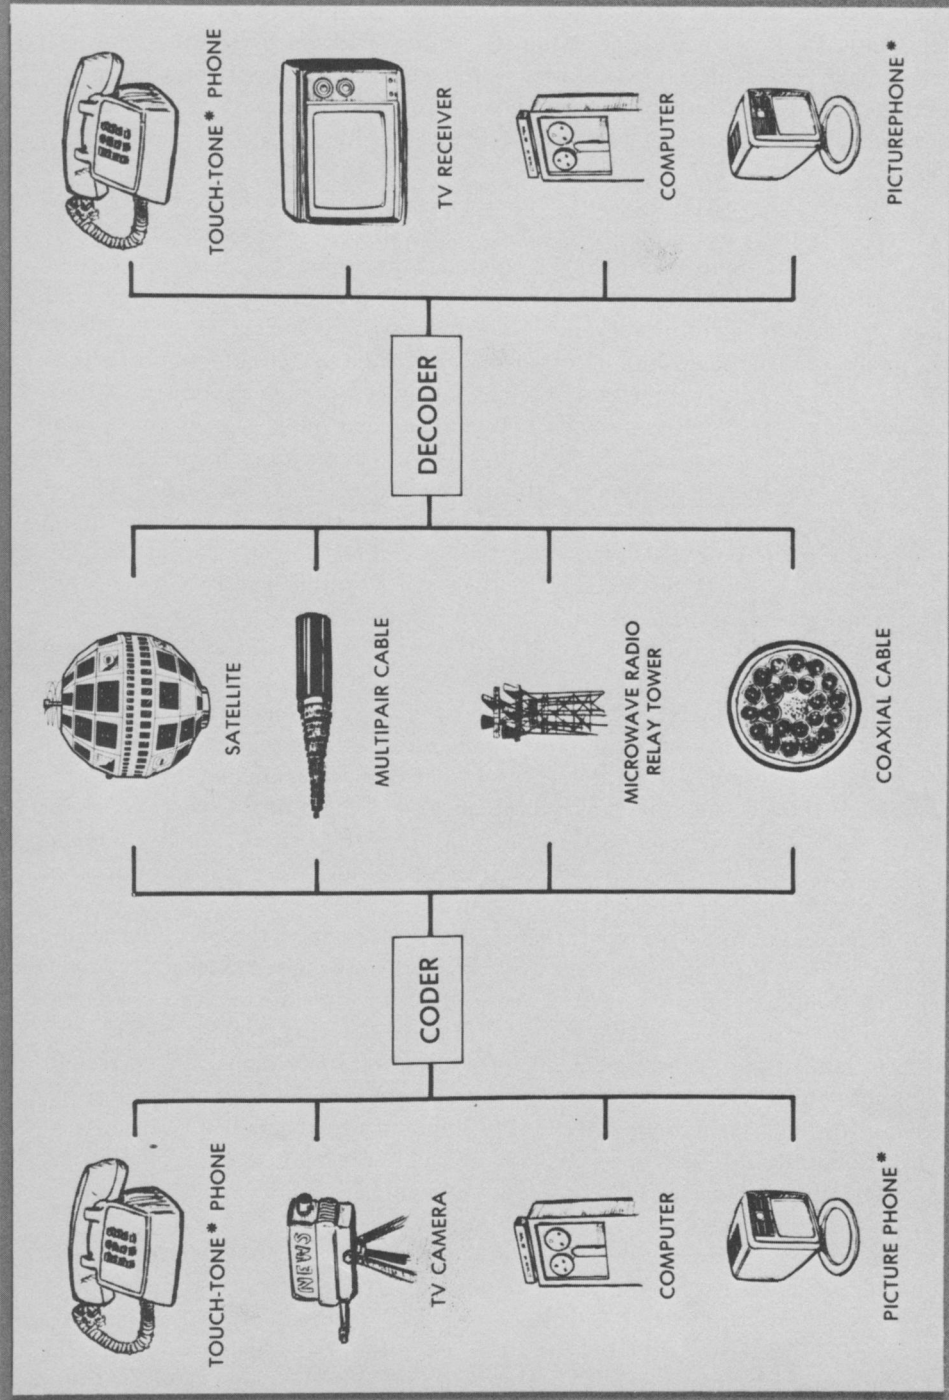 TOUCH-TONE* PHONE
TV CAMERA
NEWS
COMPUTER
PICTURE PHONE*
CODER
SATELLITE
MULTIPAIR CABLE
MICROWAVE RADIO
RELAY TOWER
COAXIAL CABLE
DECODER
TOUCH-TONE* PHONE
TV RECEIVER
COMPUTER
PICTUREPHONE*